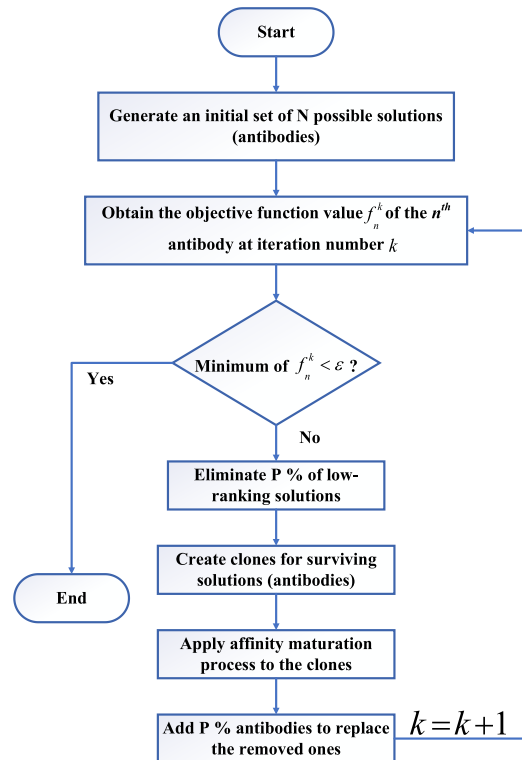 Start
Generate an initial set of N possible solutions
(antibodies)
Obtain the objective function value f_n^k of the n^th
antibody at iteration number k
Minimum of f_n^k < ε ?
Yes
No
Eliminate P % of low-
ranking solutions
Create clones for surviving
solutions (antibodies)
End
Apply affinity maturation
process to the clones
Add P % antibodies to replace
the removed ones
k = k+1